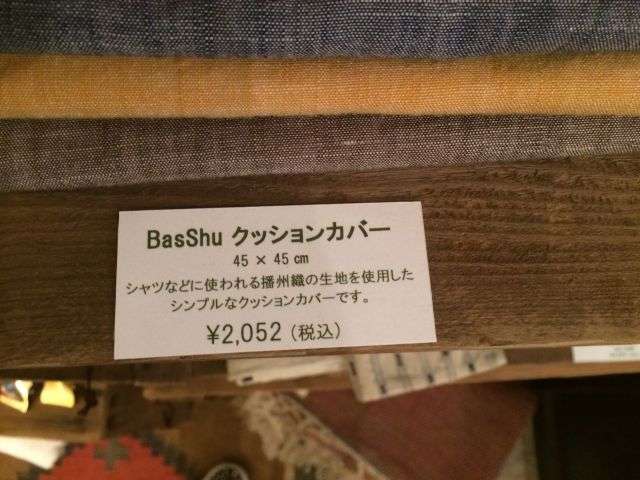 BasShu クッションカバー
45 × 45 ㎝
シャツなどに使われる播州織の生地を使用した
シンプルなクッションカバーです。
¥2,052 (税込)